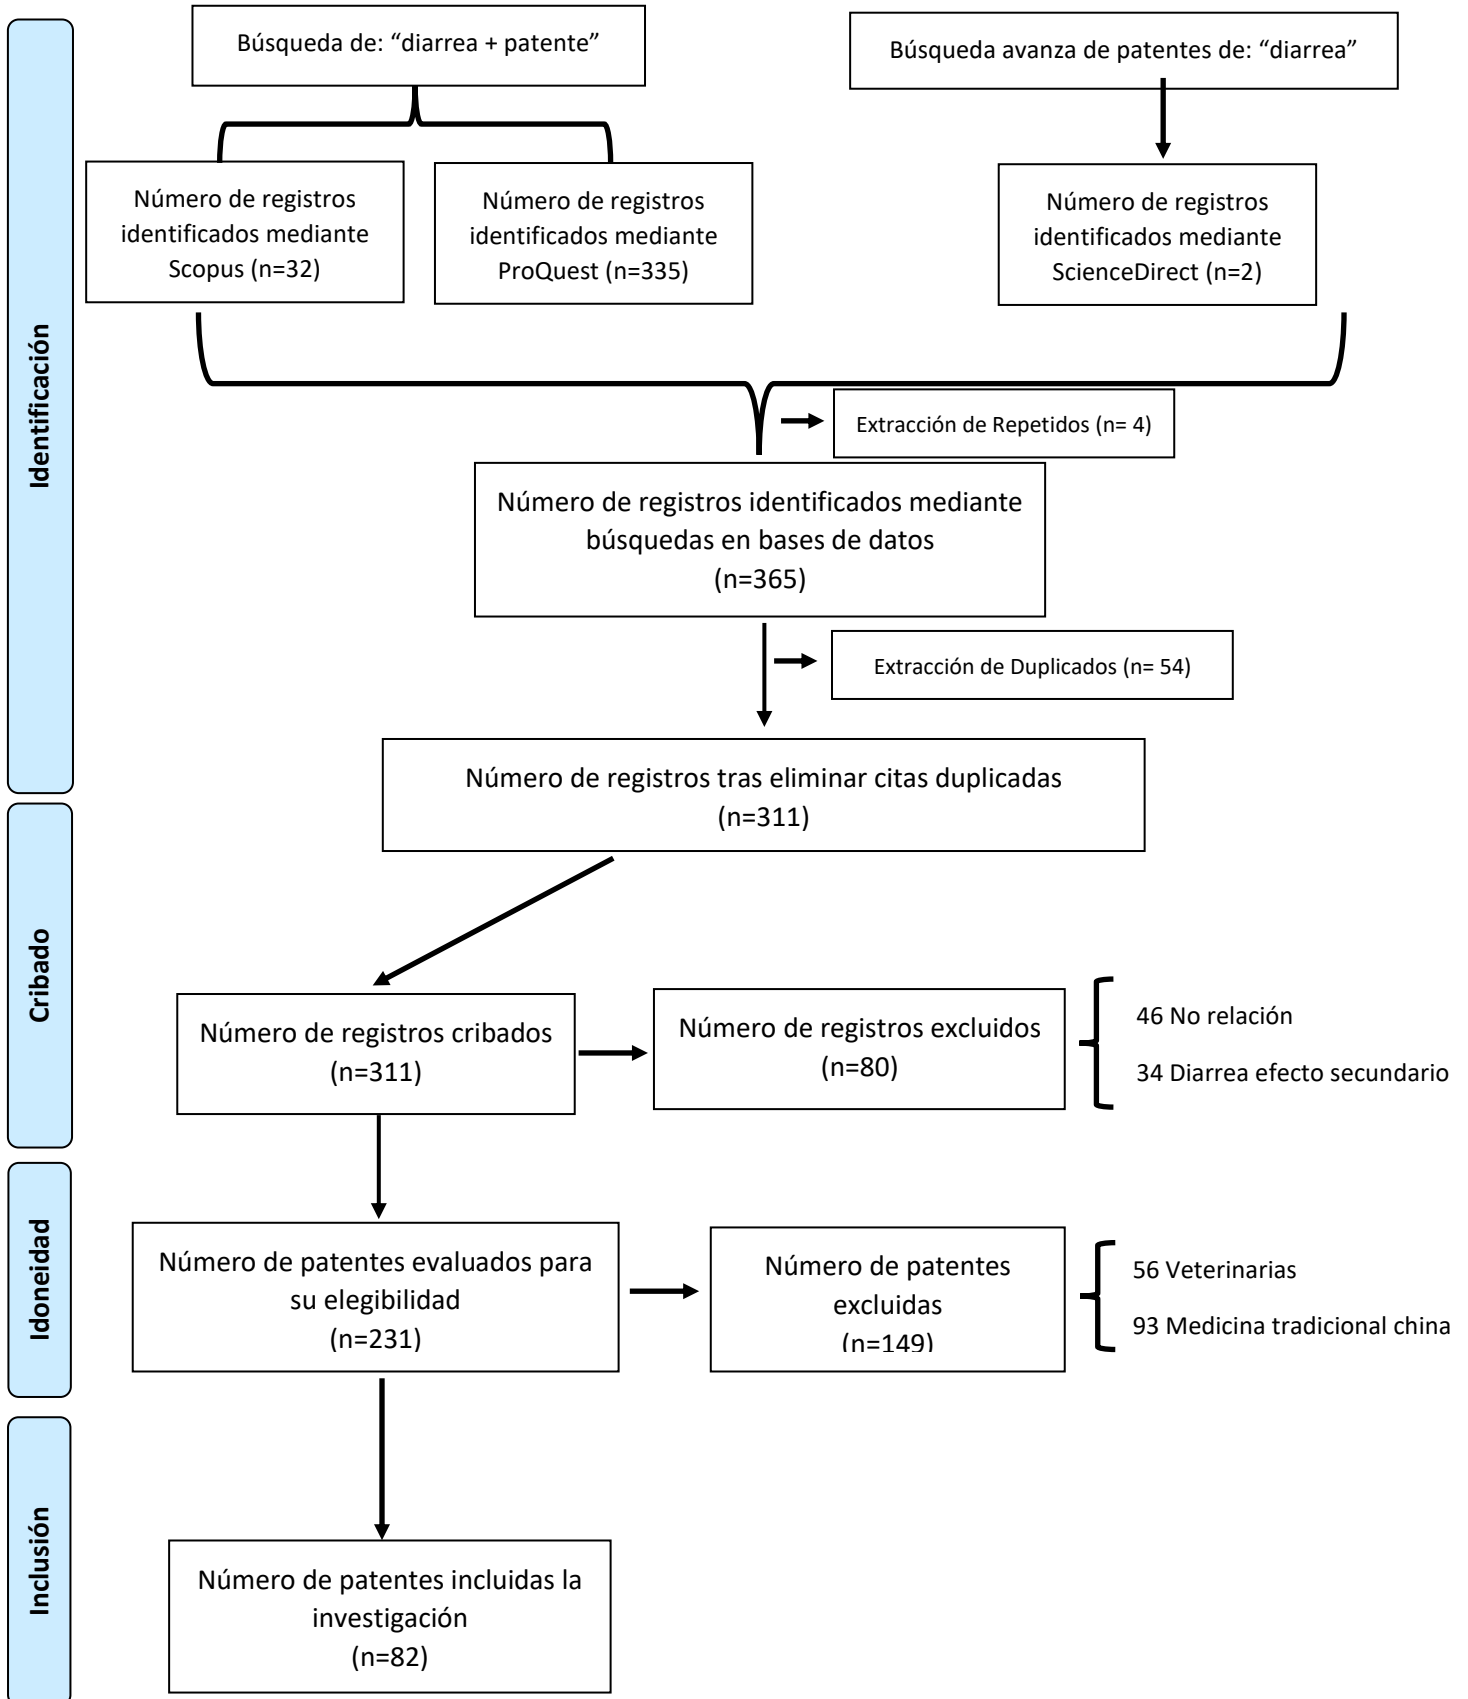 Búsqueda de: “diarrea + patente”
Búsqueda avanza de patentes de: “diarrea”
Número de registros
identificados mediante
Scopus (n=32)
Número de registros
identificados mediante
ProQuest (n=335)
Número de registros
identificados mediante
ScienceDirect (n=2)
Identificación
Extracción de Repetidos (n= 4)
Número de registros identificados mediante
búsquedas en bases de datos
(n=365)
Extracción de Duplicados (n= 54)
Número de registros tras eliminar citas duplicadas
(n=311)
Cribado
Número de registros cribados
(n=311)
Número de registros excluidos
(n=80)
46 No relación
34 Diarrea efecto secundario
Idoneidad
Número de patentes evaluados para
su elegibilidad
(n=231)
Número de patentes
excluidas
(n=149)
56 Veterinarias
93 Medicina tradicional china
Inclusión
Número de patentes incluidas la
investigación
(n=82)